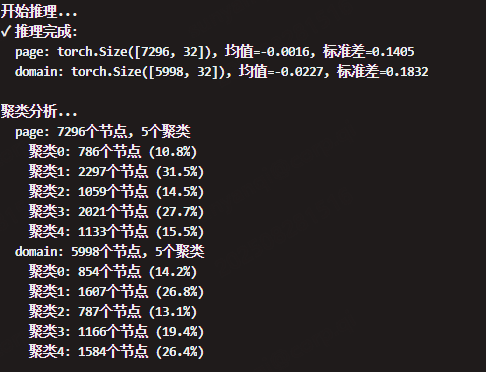 开始推理...
✓ 推理完成:
page: torch.Size([7296, 32]), 均值=-0.0016, 标准差=0.1405
domain: torch.Size([5998, 32]), 均值=-0.0227, 标准差=0.1832
聚类分析...
page: 7296个节点, 5个聚类
聚类0: 786个节点 (10.8%)
聚类1: 2297个节点 (31.5%)
聚类2: 1059个节点 (14.5%)
聚类3: 2021个节点 (27.7%)
聚类4: 1133个节点 (15.5%)
domain: 5998个节点, 5个聚类
聚类0: 854个节点 (14.2%)
聚类1: 1607个节点 (26.8%)
聚类2: 787个节点 (13.1%)
聚类3: 1166个节点 (19.4%)
聚类4: 1584个节点 (26.4%)